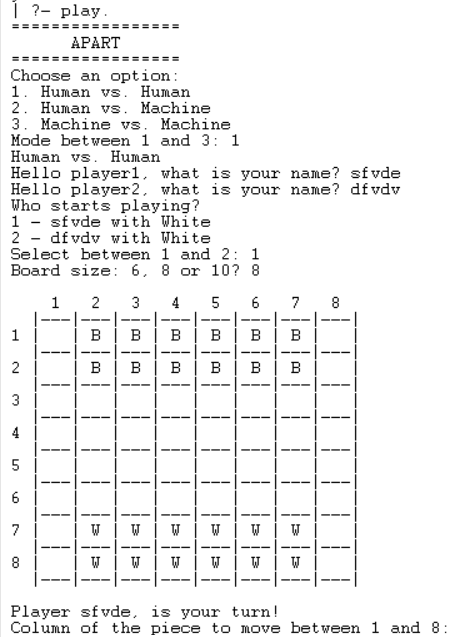 | ?- play.
==================
APART
==================
Choose an option:
1. Human vs. Human
2. Human vs. Machine
3. Machine vs. Machine
Mode between 1 and 3: 1
Human vs. Human
Hello player1, what is your name? sfvde
Hello player2, what is your name? dfvdv
Who starts playing?
1 - sfvde with White
2 - dfvdv with White
Select between 1 and 2: 1
Board size: 6, 8 or 10? 8
1 2 3 4 5 6 7 8
|---|---|---|---|---|---|---|---|
1 |   | B | B | B | B | B | B |   |
|---|---|---|---|---|---|---|---|
2 |   | B | B | B | B | B | B |   |
|---|---|---|---|---|---|---|---|
3 |   |   |   |   |   |   |   |   |
|---|---|---|---|---|---|---|---|
4 |   |   |   |   |   |   |   |   |
|---|---|---|---|---|---|---|---|
5 |   |   |   |   |   |   |   |   |
|---|---|---|---|---|---|---|---|
6 |   |   |   |   |   |   |   |   |
|---|---|---|---|---|---|---|---|
7 |   | W | W | W | W | W | W |   |
|---|---|---|---|---|---|---|---|
8 |   | W | W | W | W | W | W |   |
|---|---|---|---|---|---|---|---|
Player sfvde, is your turn!
Column of the piece to move between 1 and 8: